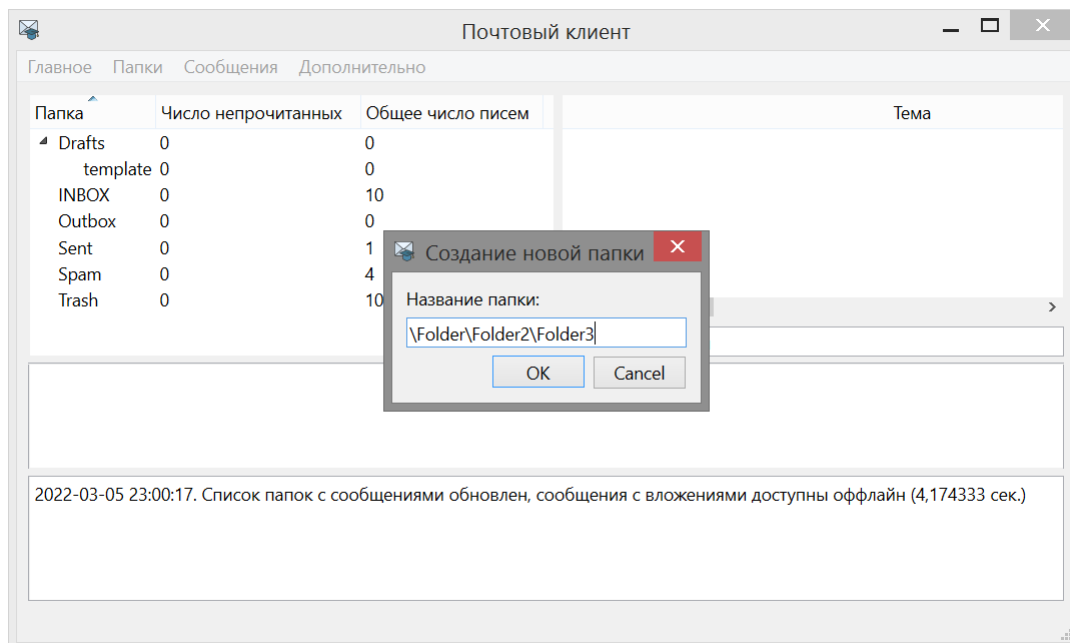 Почтовый клиент
Главное Папки Сообщения Дополнительно
Папка Число непрочитанных Общее число писем Тема
Drafts 0 0
template 0 0
INBOX 0 10
Outbox 0 0
Sent 0 1
Spam 0 4
Trash 0 10
Создание новой папки
Название папки:
\Folder\Folder2\Folder3
OK Cancel
2022-03-05 23:00:17. Список папок с сообщениями обновлен, сообщения с вложениями доступны оффлайн (4,174333 сек.)